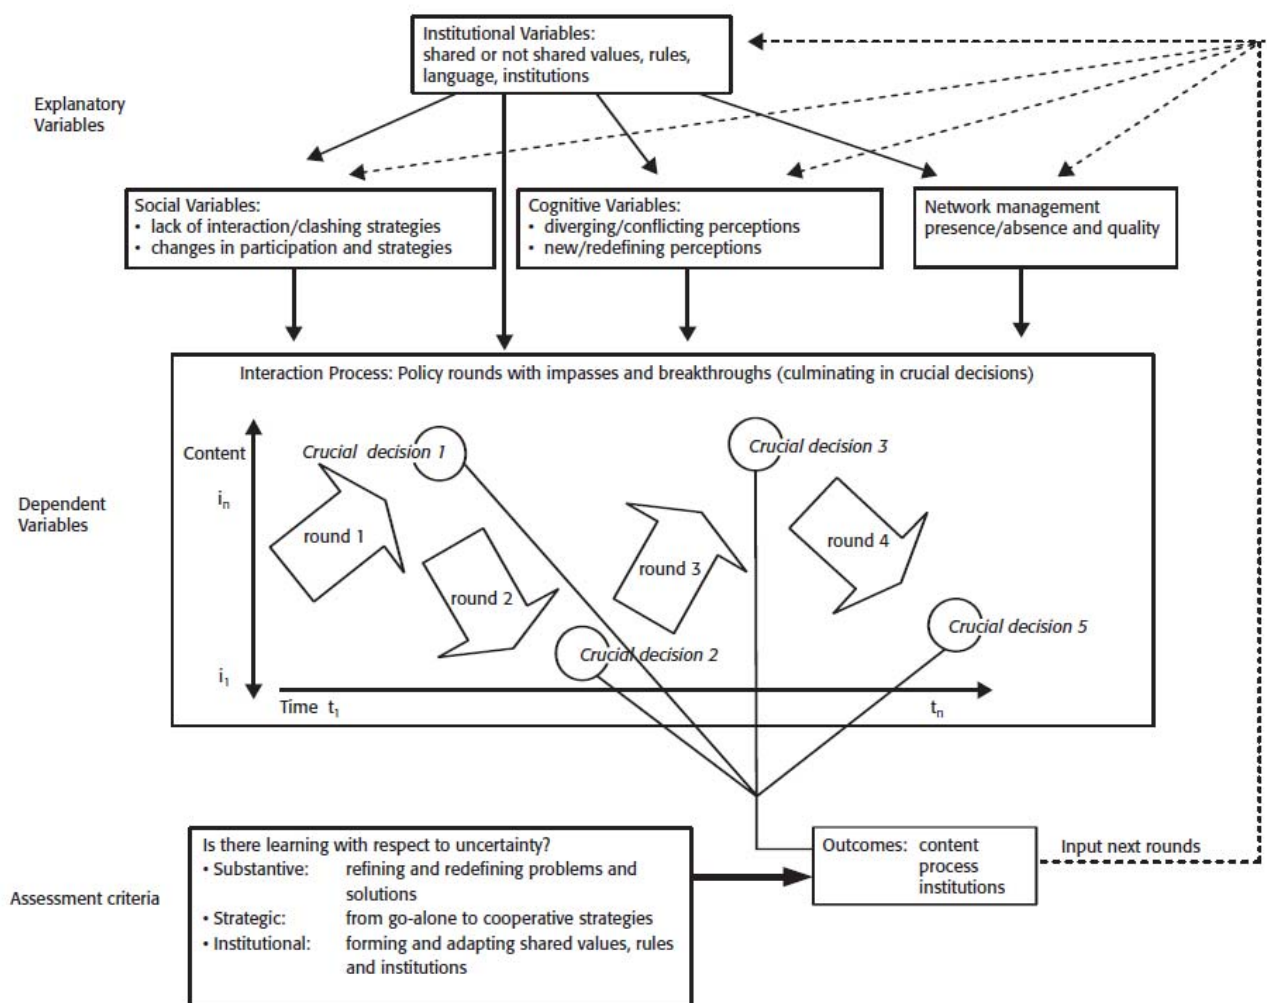 Institutional Variables:
shared or not shared values, rules,
language, institutions
Explanatory
Variables
Social Variables:
• lack of interaction/clashing strategies
• changes in participation and strategies
Cognitive Variables:
• diverging/conflicting perceptions
• new/redefining perceptions
Network management
presence/absence and quality
Interaction Process: Policy rounds with impasses and breakthroughs (culminating in crucial decisions)
Content
Crucial decision 1
Crucial decision 3
Dependent
Variables
iₙ
round 1
round 2
round 3
round 4
Crucial decision 2
Crucial decision 5
i₁
Time t₁
tₙ
Assessment criteria
Is there learning with respect to uncertainty?
• Substantive: refining and redefining problems and
solutions
• Strategic: from go-alone to cooperative strategies
• Institutional: forming and adapting shared values, rules
and institutions
Outcomes: content
process
institutions
Input next rounds